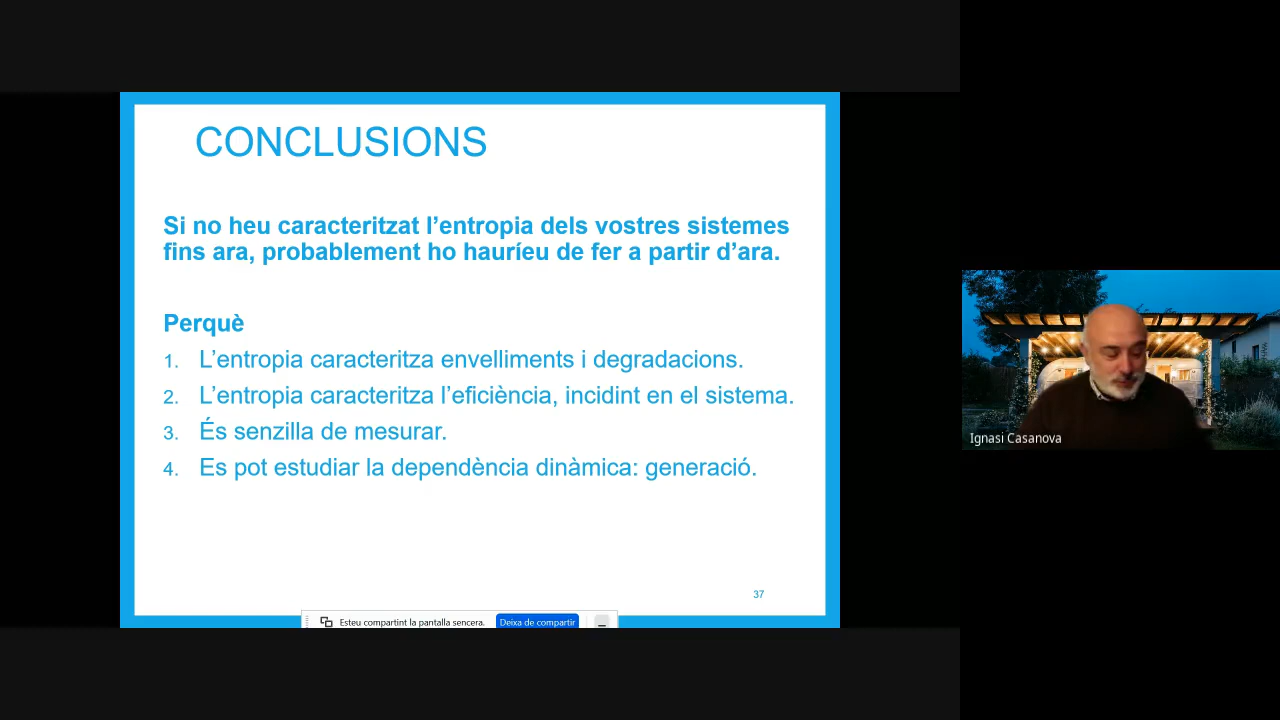 CONCLUSIONS
Si no heu caracteritzat l’entropia dels vostres sistemes
fins ara, probablement ho hauríeu de fer a partir d’ara.
Perquè
1. L’entropia caracteritza envelliments i degradacions.
2. L’entropia caracteritza l’eficiència, incidint en el sistema.
3. És senzilla de mesurar.
4. Es pot estudiar la dependència dinàmica: generació.
37
Esteu compartint la pantalla sencera. Deixa de compartir
Ignasi Casanova